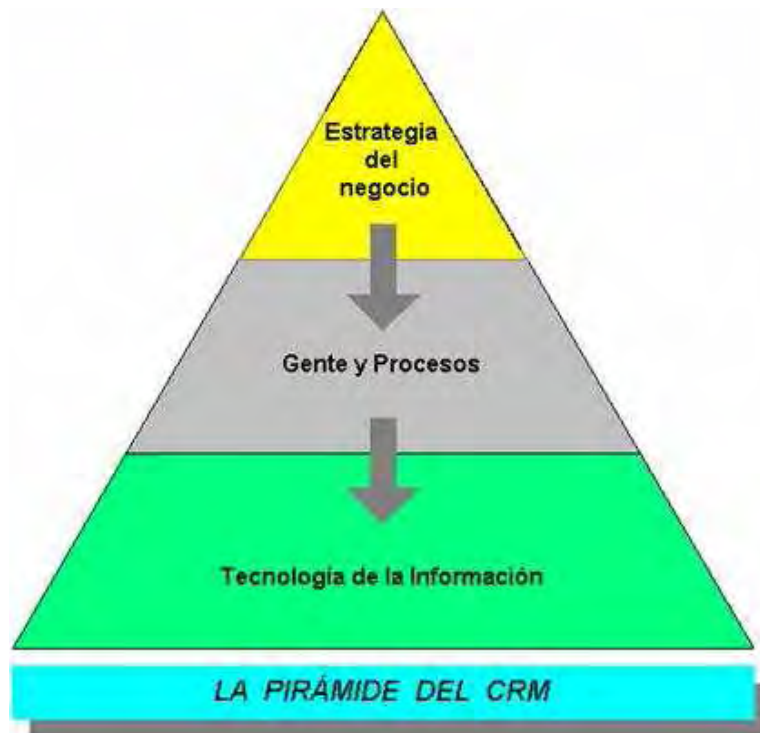 Estrategia
del
negocio
Gente y Procesos
Tecnología de la Información
LA PIRÁMIDE DEL CRM